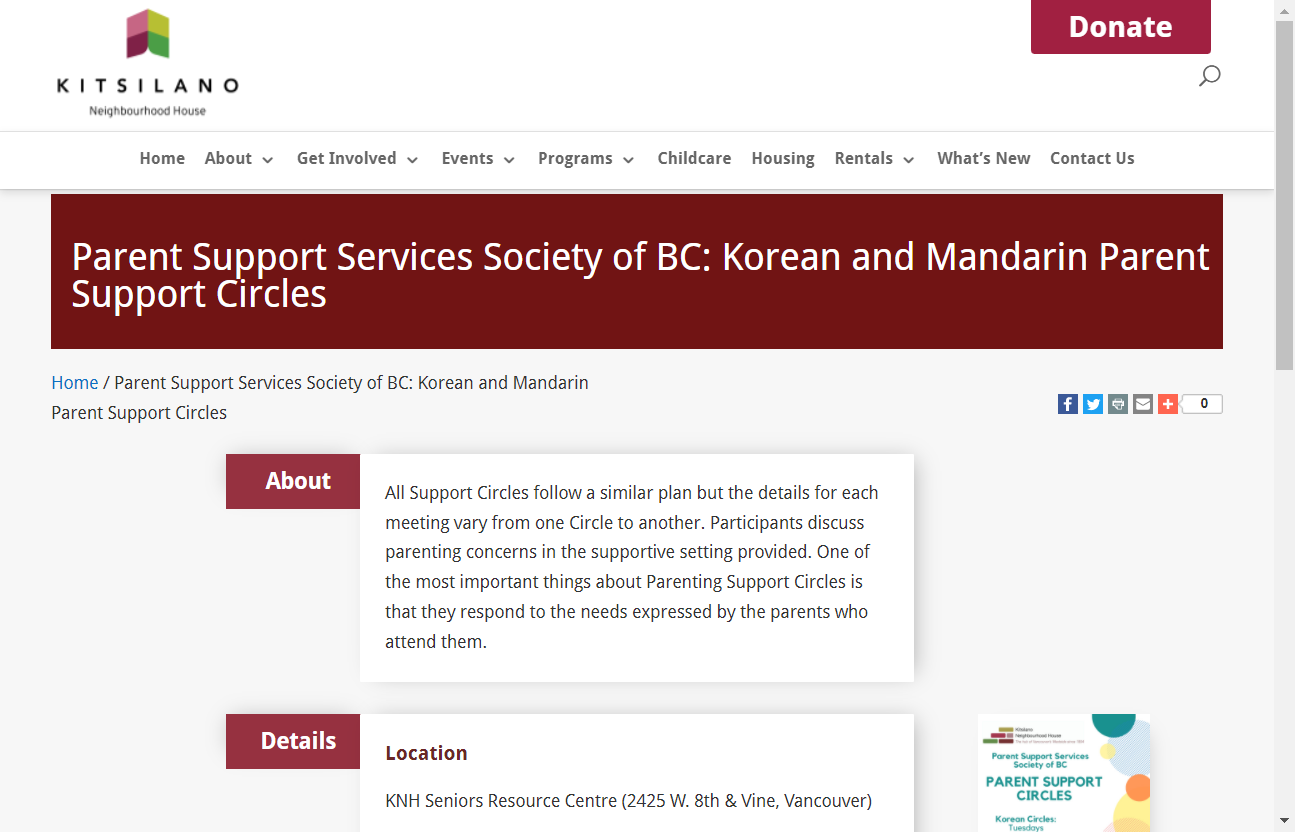 Donate
KITSILANO
Neighbourhood House
Home About Get Involved Events Programs Childcare Housing Rentals What's New Contact Us
Parent Support Services Society of BC: Korean and Mandarin Parent
Support Circles
Home / Parent Support Services Society of BC: Korean and Mandarin
Parent Support Circles
0
About
All Support Circles follow a similar plan but the details for each
meeting vary from one Circle to another. Participants discuss
parenting concerns in the supportive setting provided. One of
the most important things about Parenting Support Circles is
that they respond to the needs expressed by the parents who
attend them.
Details
Location
KNH Seniors Resource Centre (2425 W. 8th & Vine, Vancouver)
Kitsilano
Neighbourhood House
Parent Support Services
Society of BC
PARENT SUPPORT
CIRCLES
Korean Circles:
Tuesdays